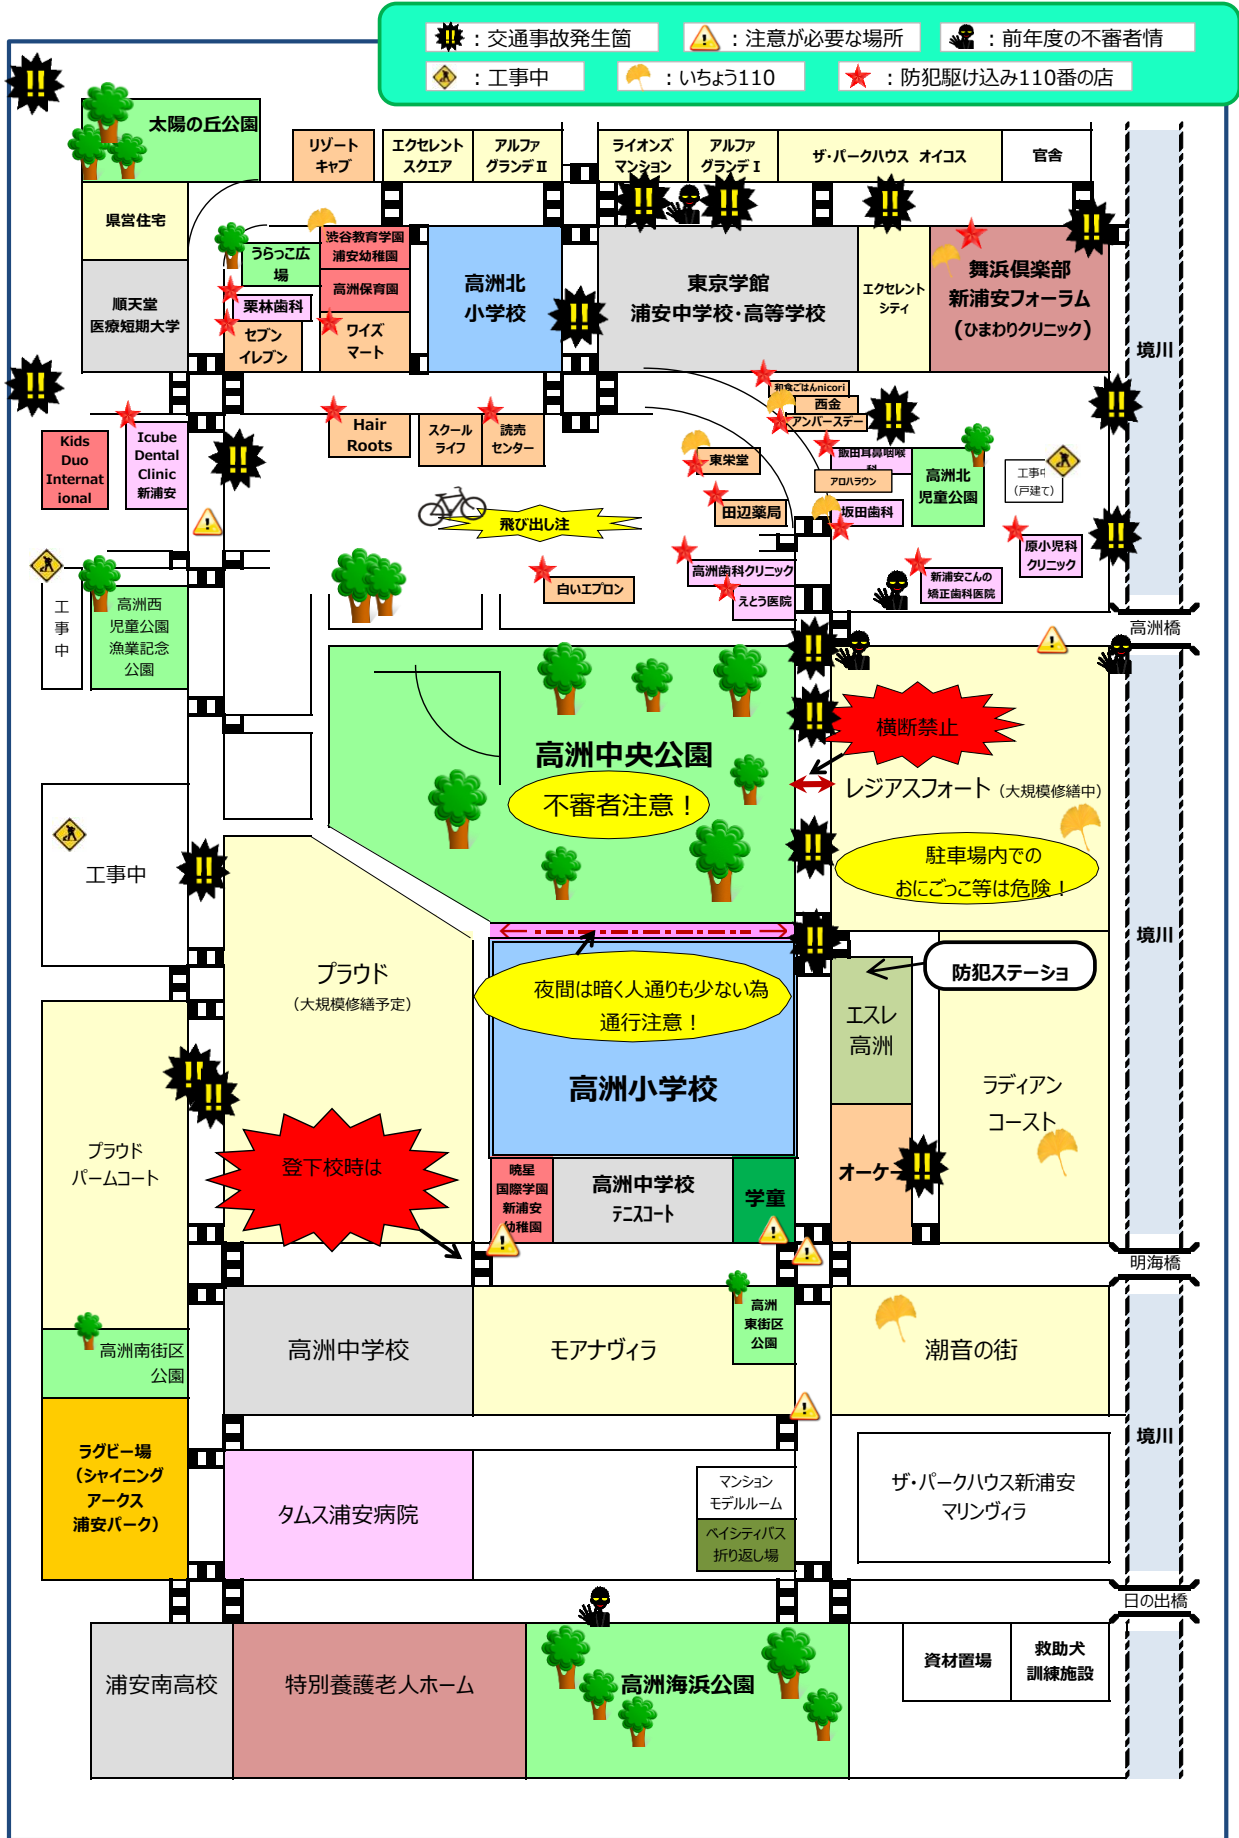 ：交通事故発生箇
：注意が必要な場所
：前年度の不審者情
：工事中
：いちょう110
：防犯駆け込み110番の店
太陽の丘公園
リゾート
キャブ
エクセレント
スクエア
アルファ
グランデⅡ
ライオンズ
マンション
アルファ
グランデⅠ
ザ・パークハウス オイコス
官舎
県営住宅
うらっこ広
場
渋谷教育学園
浦安幼稚園
高洲保育園
高洲北
小学校
東京学館
浦安中学校・高等学校
エクセレント
シティ
舞浜倶楽部
新浦安フォーラム
（ひまわりクリニック）
順天堂
医療短期大学
栗林歯科
セブン
イレブン
ワイズ
マート
境川
和食ごはんnicori
西金
アンバーステー
Kids
Duo
Internat
ional
Icube
Dental
Clinic
新浦安
Hair
Roots
スクール
ライフ
読売
センター
東栄堂
飯田耳鼻咽喉
科
アロハラウン
高洲北
児童公園
工事中
（戸建て）
飛び出し注
田辺薬局
坂田歯科
原小児科
クリニック
高洲歯科クリニック
えとう医院
白いエプロン
新浦安こんの
矯正歯科医院
工
事
中
高洲西
児童公園
漁業記念
公園
高洲橋
高洲中央公園
不審者注意！
横断禁止
レジアスフォート（大規模修繕中）
駐車場内での
おにごっこ等は危険！
工事中
境川
プラウド
（大規模修繕予定）
夜間は暗く人通りも少ない為
通行注意！
防犯ステーショ
エスレ
高洲
高洲小学校
ラディアン
コースト
プラウド
パームコート
登下校時は
暁星
国際学園
新浦安
幼稚園
高洲中学校
テニスコート
学童
オーケー
明海橋
高洲南街区
公園
高洲中学校
モアナヴィラ
高洲
東街区
公園
潮音の街
境川
ラグビー場
（シャイニング
アークス
浦安パーク）
タムス浦安病院
マンション
モデルルーム
ベイシティバス
折り返し場
ザ・パークハウス新浦安
マリンヴィラ
日の出橋
浦安南高校
特別養護老人ホーム
高洲海浜公園
資材置場
救助犬
訓練施設